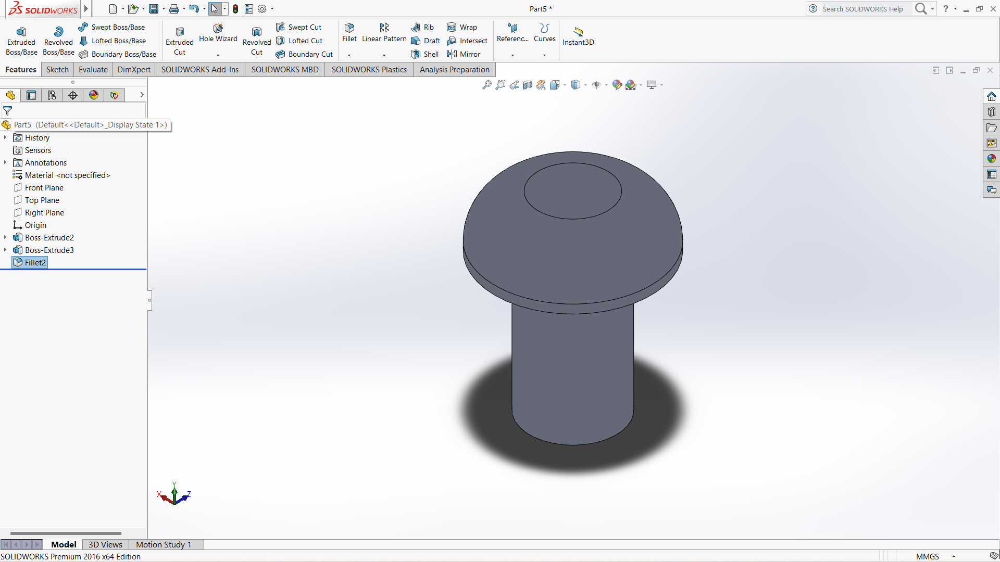 SOLIDWORKS
Part5 *
Search SOLIDWORKS Help
?
Extruded Boss/Base
Revolved Boss/Base
Swept Boss/Base
Lofted Boss/Base
Boundary Boss/Base
Extruded Cut
Hole Wizard
Revolved Cut
Swept Cut
Lofted Cut
Boundary Cut
Fillet
Linear Pattern
Rib
Draft
Shell
Wrap
Intersect
Mirror
Referenc...
Curves
Instant3D
Features
Sketch
Evaluate
DimXpert
SOLIDWORKS Add-Ins
SOLIDWORKS MBD
SOLIDWORKS Plastics
Analysis Preparation
Part5 (Default<<Default>_Display State 1>)
History
Sensors
Annotations
Material <not specified>
Front Plane
Top Plane
Right Plane
Origin
Boss-Extrude2
Boss-Extrude3
Fillet2
Y
X
Z
Model
3D Views
Motion Study 1
SOLIDWORKS Premium 2016 x64 Edition
MMGS